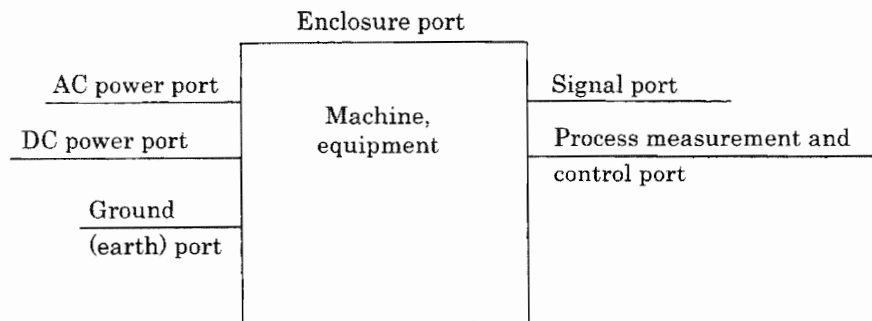 Enclosure port
AC power port
DC power port
Ground
(earth) port
Machine,
equipment
Signal port
Process measurement and
control port